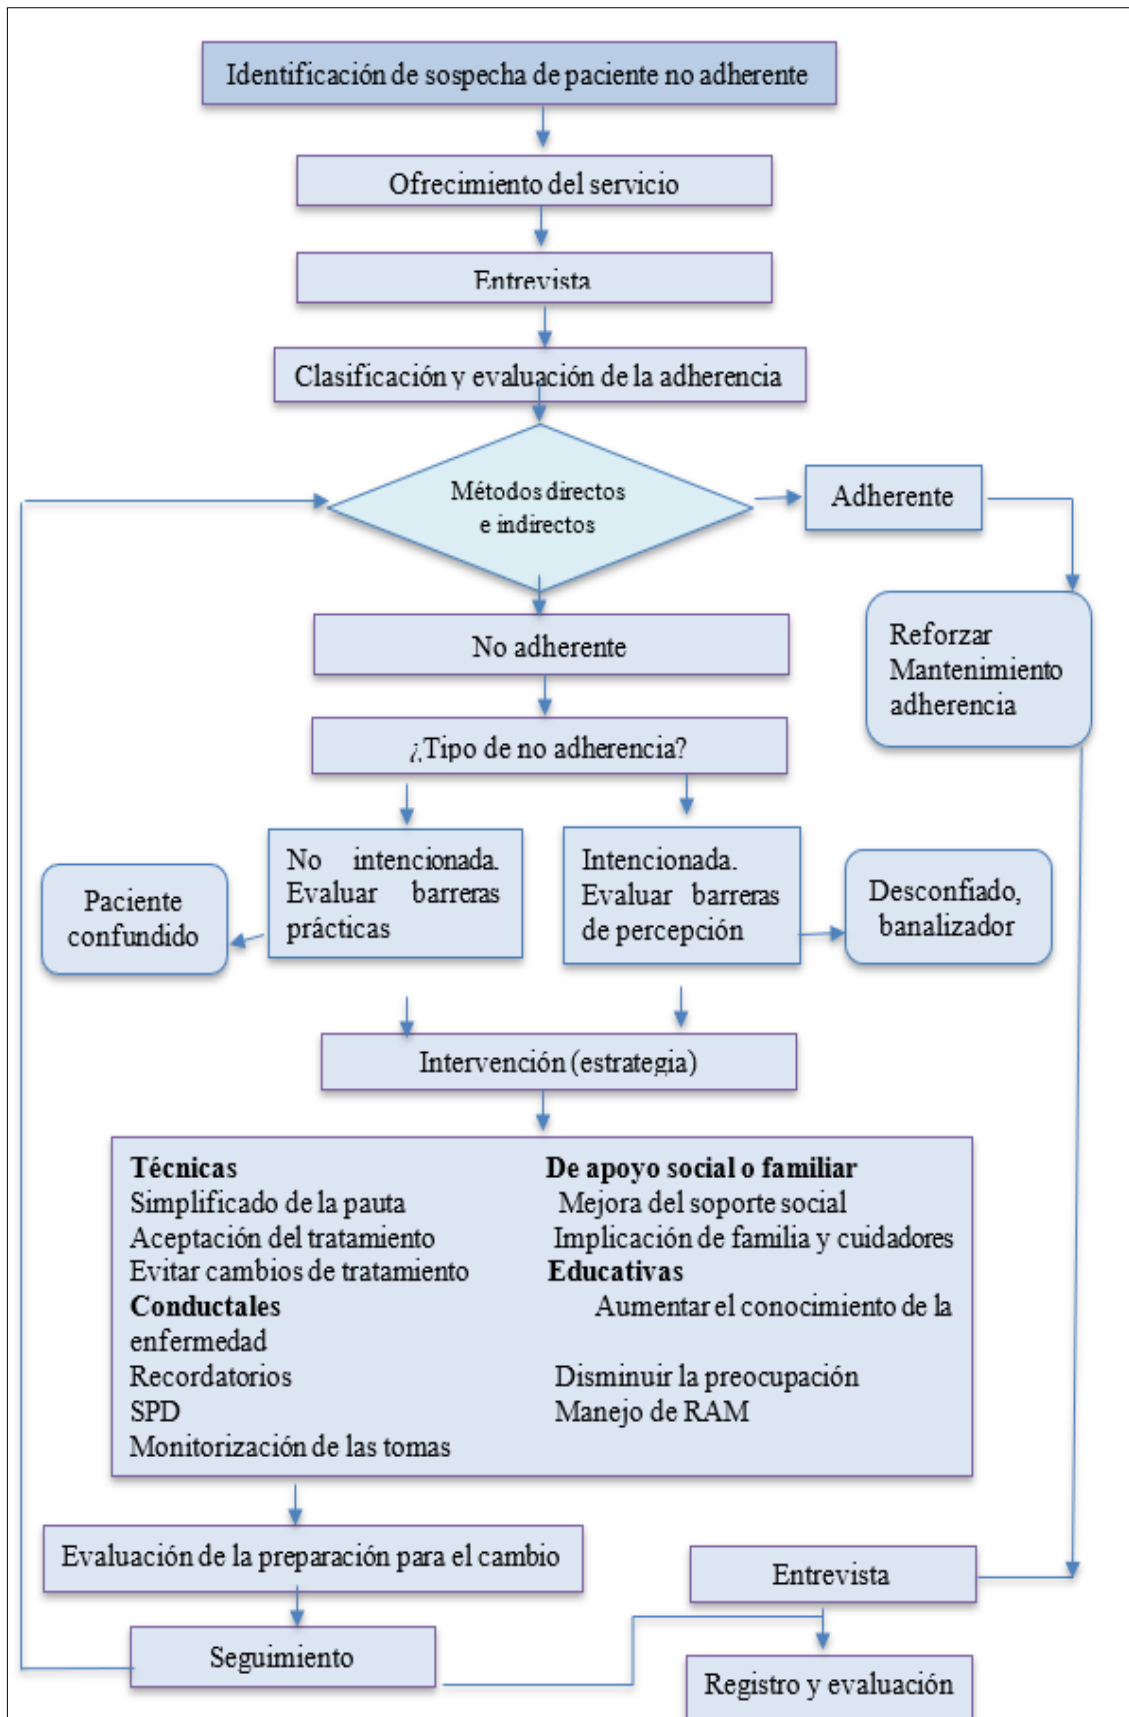 Identificación de sospecha de paciente no adherente
Ofrecimiento del servicio
Entrevista
Clasificación y evaluación de la adherencia
Métodos directos
e indirectos
Adherente
No adherente
Reforzar
Mantenimiento
adherencia
¿Tipo de no adherencia?
No intencionada.
Evaluar barreras
prácticas
Intencionada.
Evaluar barreras
de percepción
Paciente
confundido
Desconfiado,
banalizador
Intervención (estrategia)
Técnicas De apoyo social o familiar
Simplificado de la pauta Mejora del soporte social
Aceptación del tratamiento Implicación de familia y cuidadores
Evitar cambios de tratamiento Educativas
Conductales Aumentar el conocimiento de la
enfermedad
Recordatorios Disminuir la preocupación
SPD Manejo de RAM
Monitorización de las tomas
Evaluación de la preparación para el cambio
Entrevista
Seguimiento
Registro y evaluación